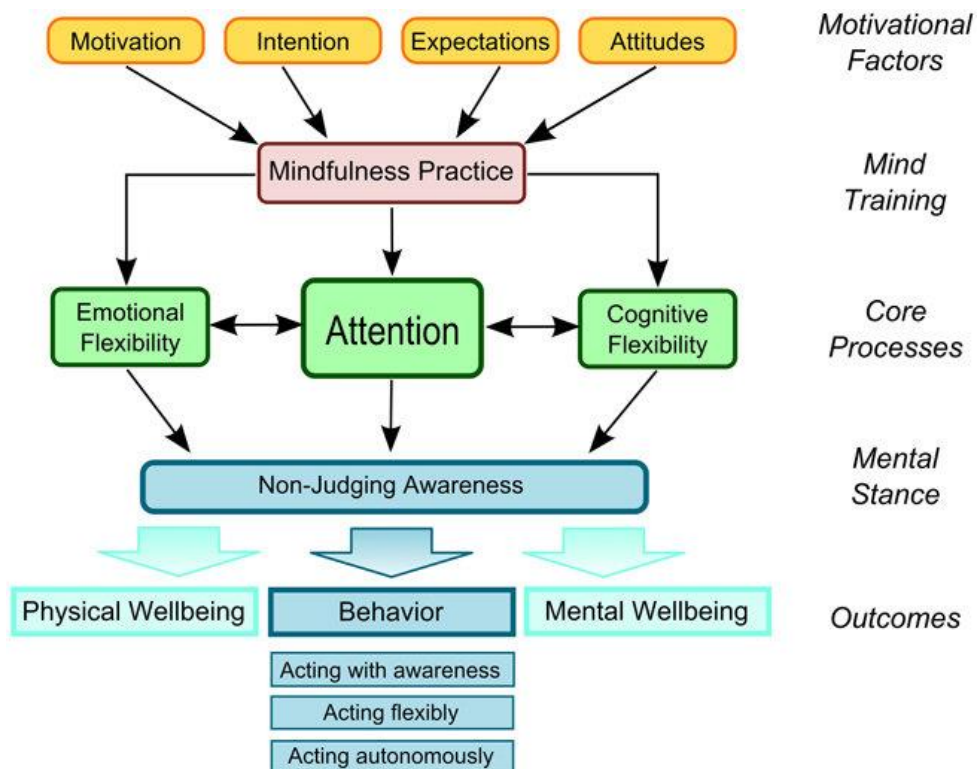 Motivation
Intention
Expectations
Attitudes
Motivational
Factors
Mindfulness Practice
Mind
Training
Emotional
Flexibility
Attention
Cognitive
Flexibility
Core
Processes
Non-Judging Awareness
Mental
Stance
Physical Wellbeing
Behavior
Mental Wellbeing
Outcomes
Acting with awareness
Acting flexibly
Acting autonomously